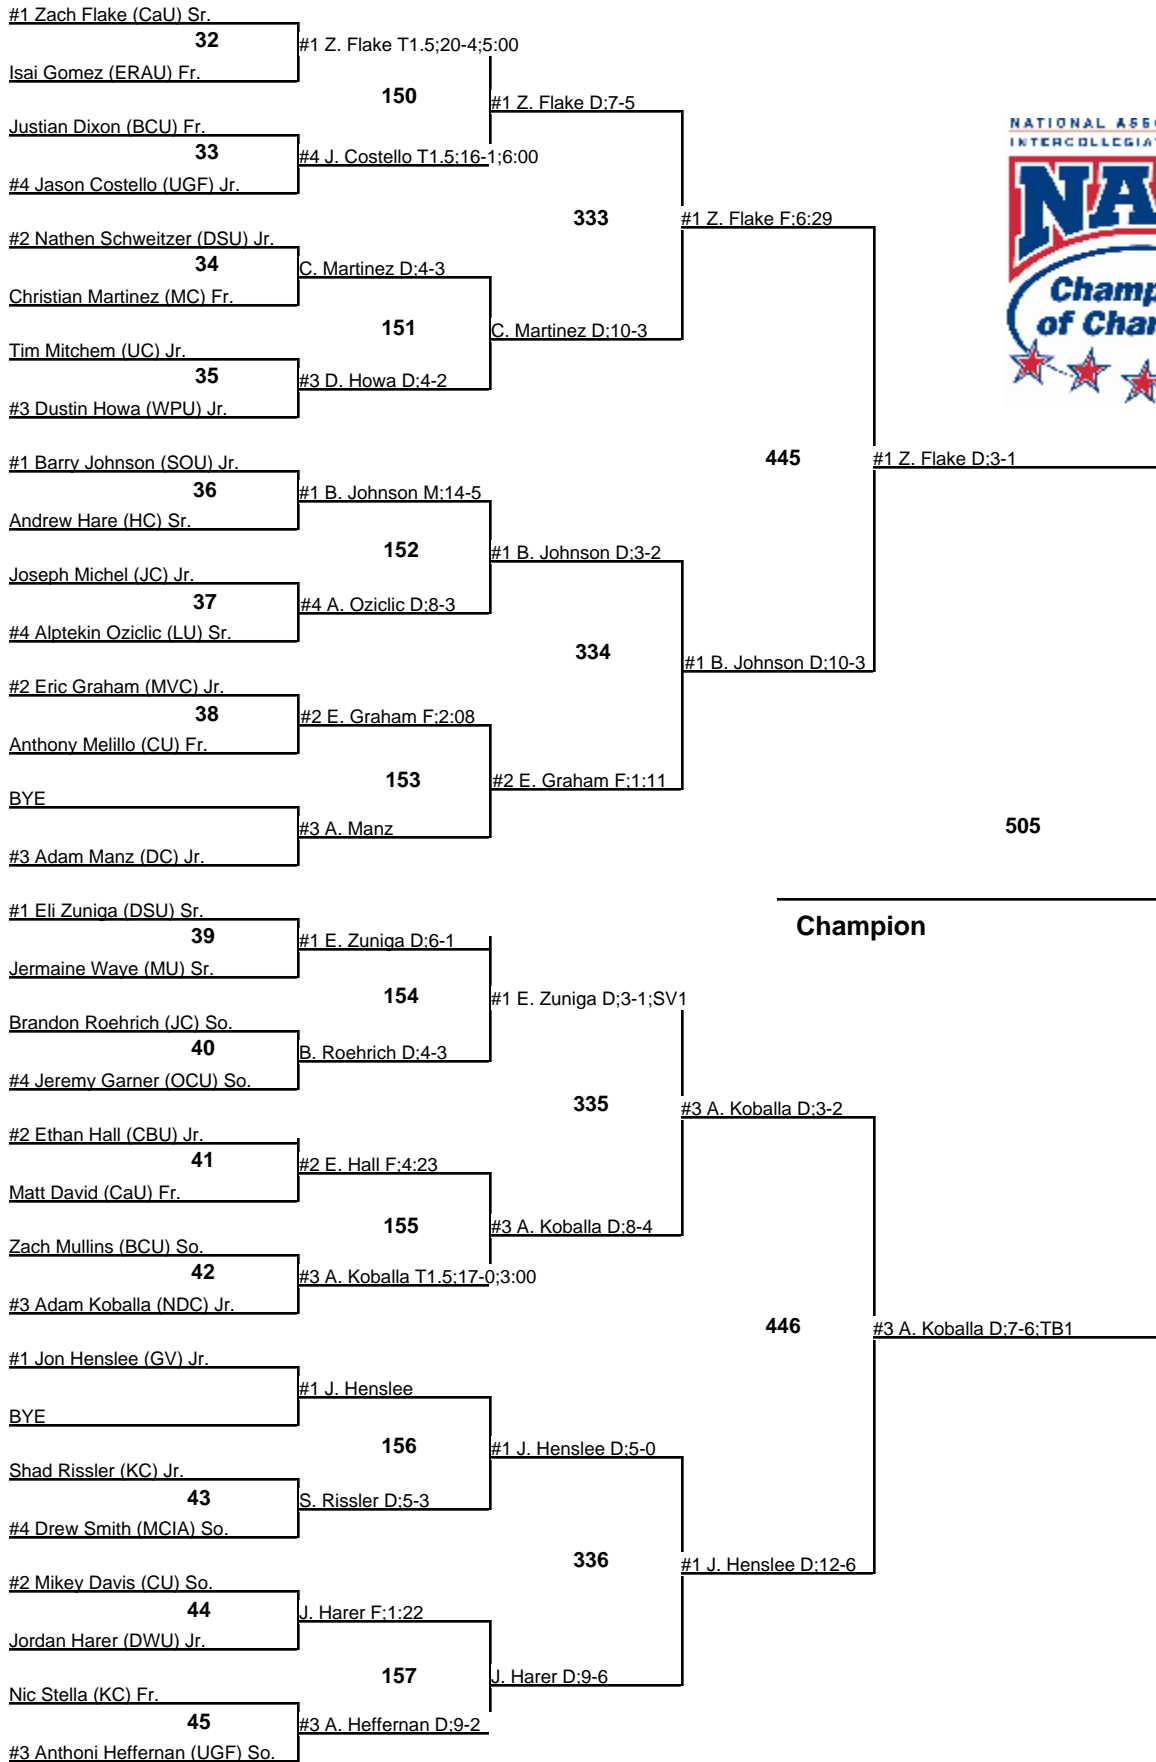 #1 Zach Flake (CaU) Sr.
32
#1 Z. Flake T1.5;20-4;5:00
Isai Gomez (ERAU) Fr.
150
#1 Z. Flake D;7-5
Justian Dixon (BCU) Fr.
33
#4 J. Costello T1.5;16-1;6:00
#4 Jason Costello (UGF) Jr.
333
#1 Z. Flake F;6:29
#2 Nathen Schweitzer (DSU) Jr.
34
C. Martinez D;4-3
Christian Martinez (MC) Fr.
151
C. Martinez D;10-3
Tim Mitchem (UC) Jr.
35
#3 D. Howa D;4-2
#3 Dustin Howa (WPU) Jr.
NATIONAL ASS
INTERCOLLEGIA
NA
Champ
of Char
445
#1 Z. Flake D;3-1
#1 Barry Johnson (SOU) Jr.
36
#1 B. Johnson M;14-5
Andrew Hare (HC) Sr.
152
#1 B. Johnson D;3-2
Joseph Michel (JC) Jr.
37
#4 A. Oziclic D;8-3
#4 Alptekin Oziclic (LU) Sr.
334
#1 B. Johnson D;10-3
#2 Eric Graham (MVC) Jr.
38
#2 E. Graham F;2:08
Anthony Melillo (CU) Fr.
153
#2 E. Graham F;1:11
BYE
#3 A. Manz
#3 Adam Manz (DC) Jr.
505
Champion
#1 Eli Zuniga (DSU) Sr.
39
#1 E. Zuniga D;6-1
Jermaine Waye (MU) Sr.
154
#1 E. Zuniga D;3-1;SV1
Brandon Roehrich (JC) So.
40
B. Roehrich D;4-3
#4 Jeremy Garner (OCU) So.
335
#3 A. Koballa D;3-2
#2 Ethan Hall (CBU) Jr.
41
#2 E. Hall F;4:23
Matt David (CaU) Fr.
155
#3 A. Koballa D;8-4
Zach Mullins (BCU) So.
42
#3 A. Koballa T1.5;17-0;3:00
#3 Adam Koballa (NDC) Jr.
446
#3 A. Koballa D;7-6;TB1
#1 Jon Henslee (GV) Jr.
#1 J. Henslee
BYE
156
#1 J. Henslee D;5-0
Shad Rissler (KC) Jr.
43
S. Rissler D;5-3
#4 Drew Smith (MCIA) So.
336
#1 J. Henslee D;12-6
#2 Mikey Davis (CU) So.
44
J. Harer F;1:22
Jordan Harer (DWU) Jr.
157
J. Harer D;9-6
Nic Stella (KC) Fr.
45
#3 A. Heffernan D;9-2
#3 Anthoni Heffernan (UGF) So.